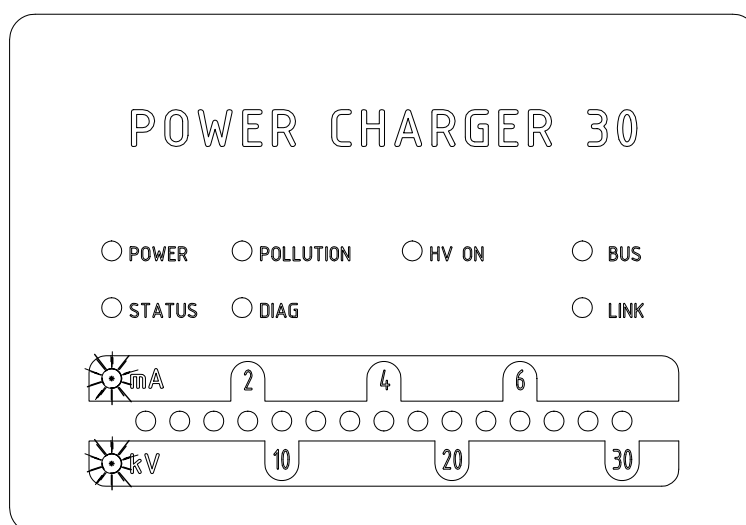 POWER CHARGER 30
POWER POLLUTION HV ON BUS
STATUS DIAG LINK
mA 2 4 6
kV 10 20 30